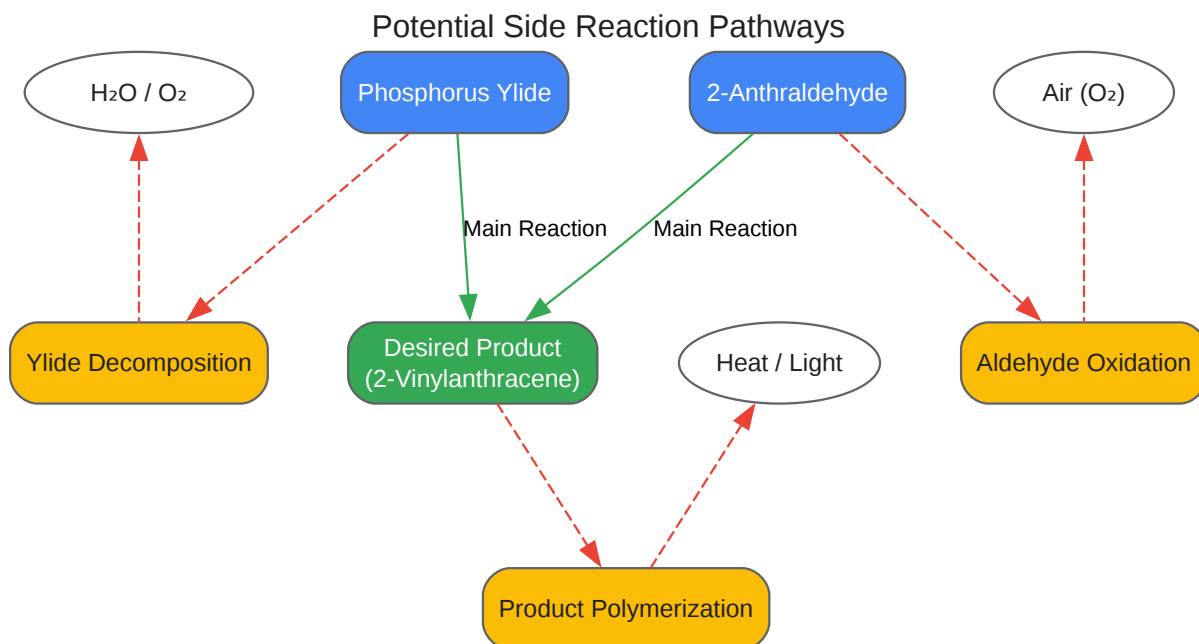 Potential Side Reaction Pathways
H₂O / O₂
Phosphorus Ylide
2-Anthraldehyde
Air (O₂)
Main Reaction
Main Reaction
Ylide Decomposition
Desired Product
(2-Vinylanthracene)
Heat / Light
Aldehyde Oxidation
Product Polymerization